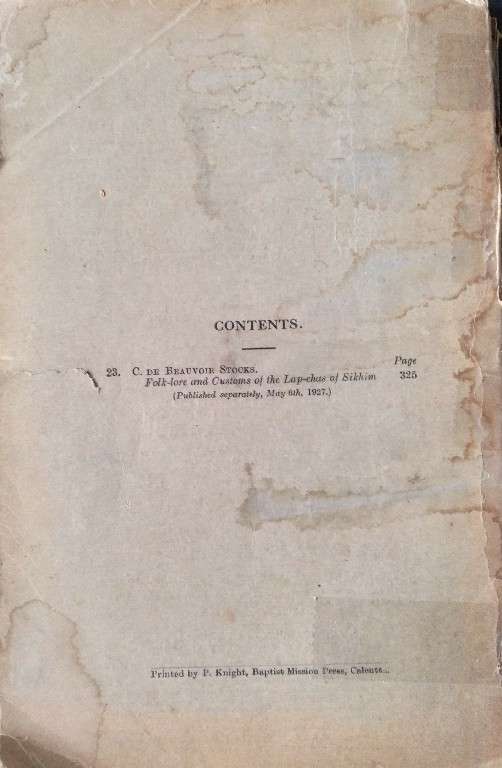 CONTENTS.
Page
23. C. DE BEAUVOIR STOCKS.
Folk-lore and Customs of the Lap-chas of Sikhim 325
(Published separately, May 6th, 1927.)
Printed by P. Knight, Baptist Mission Press,